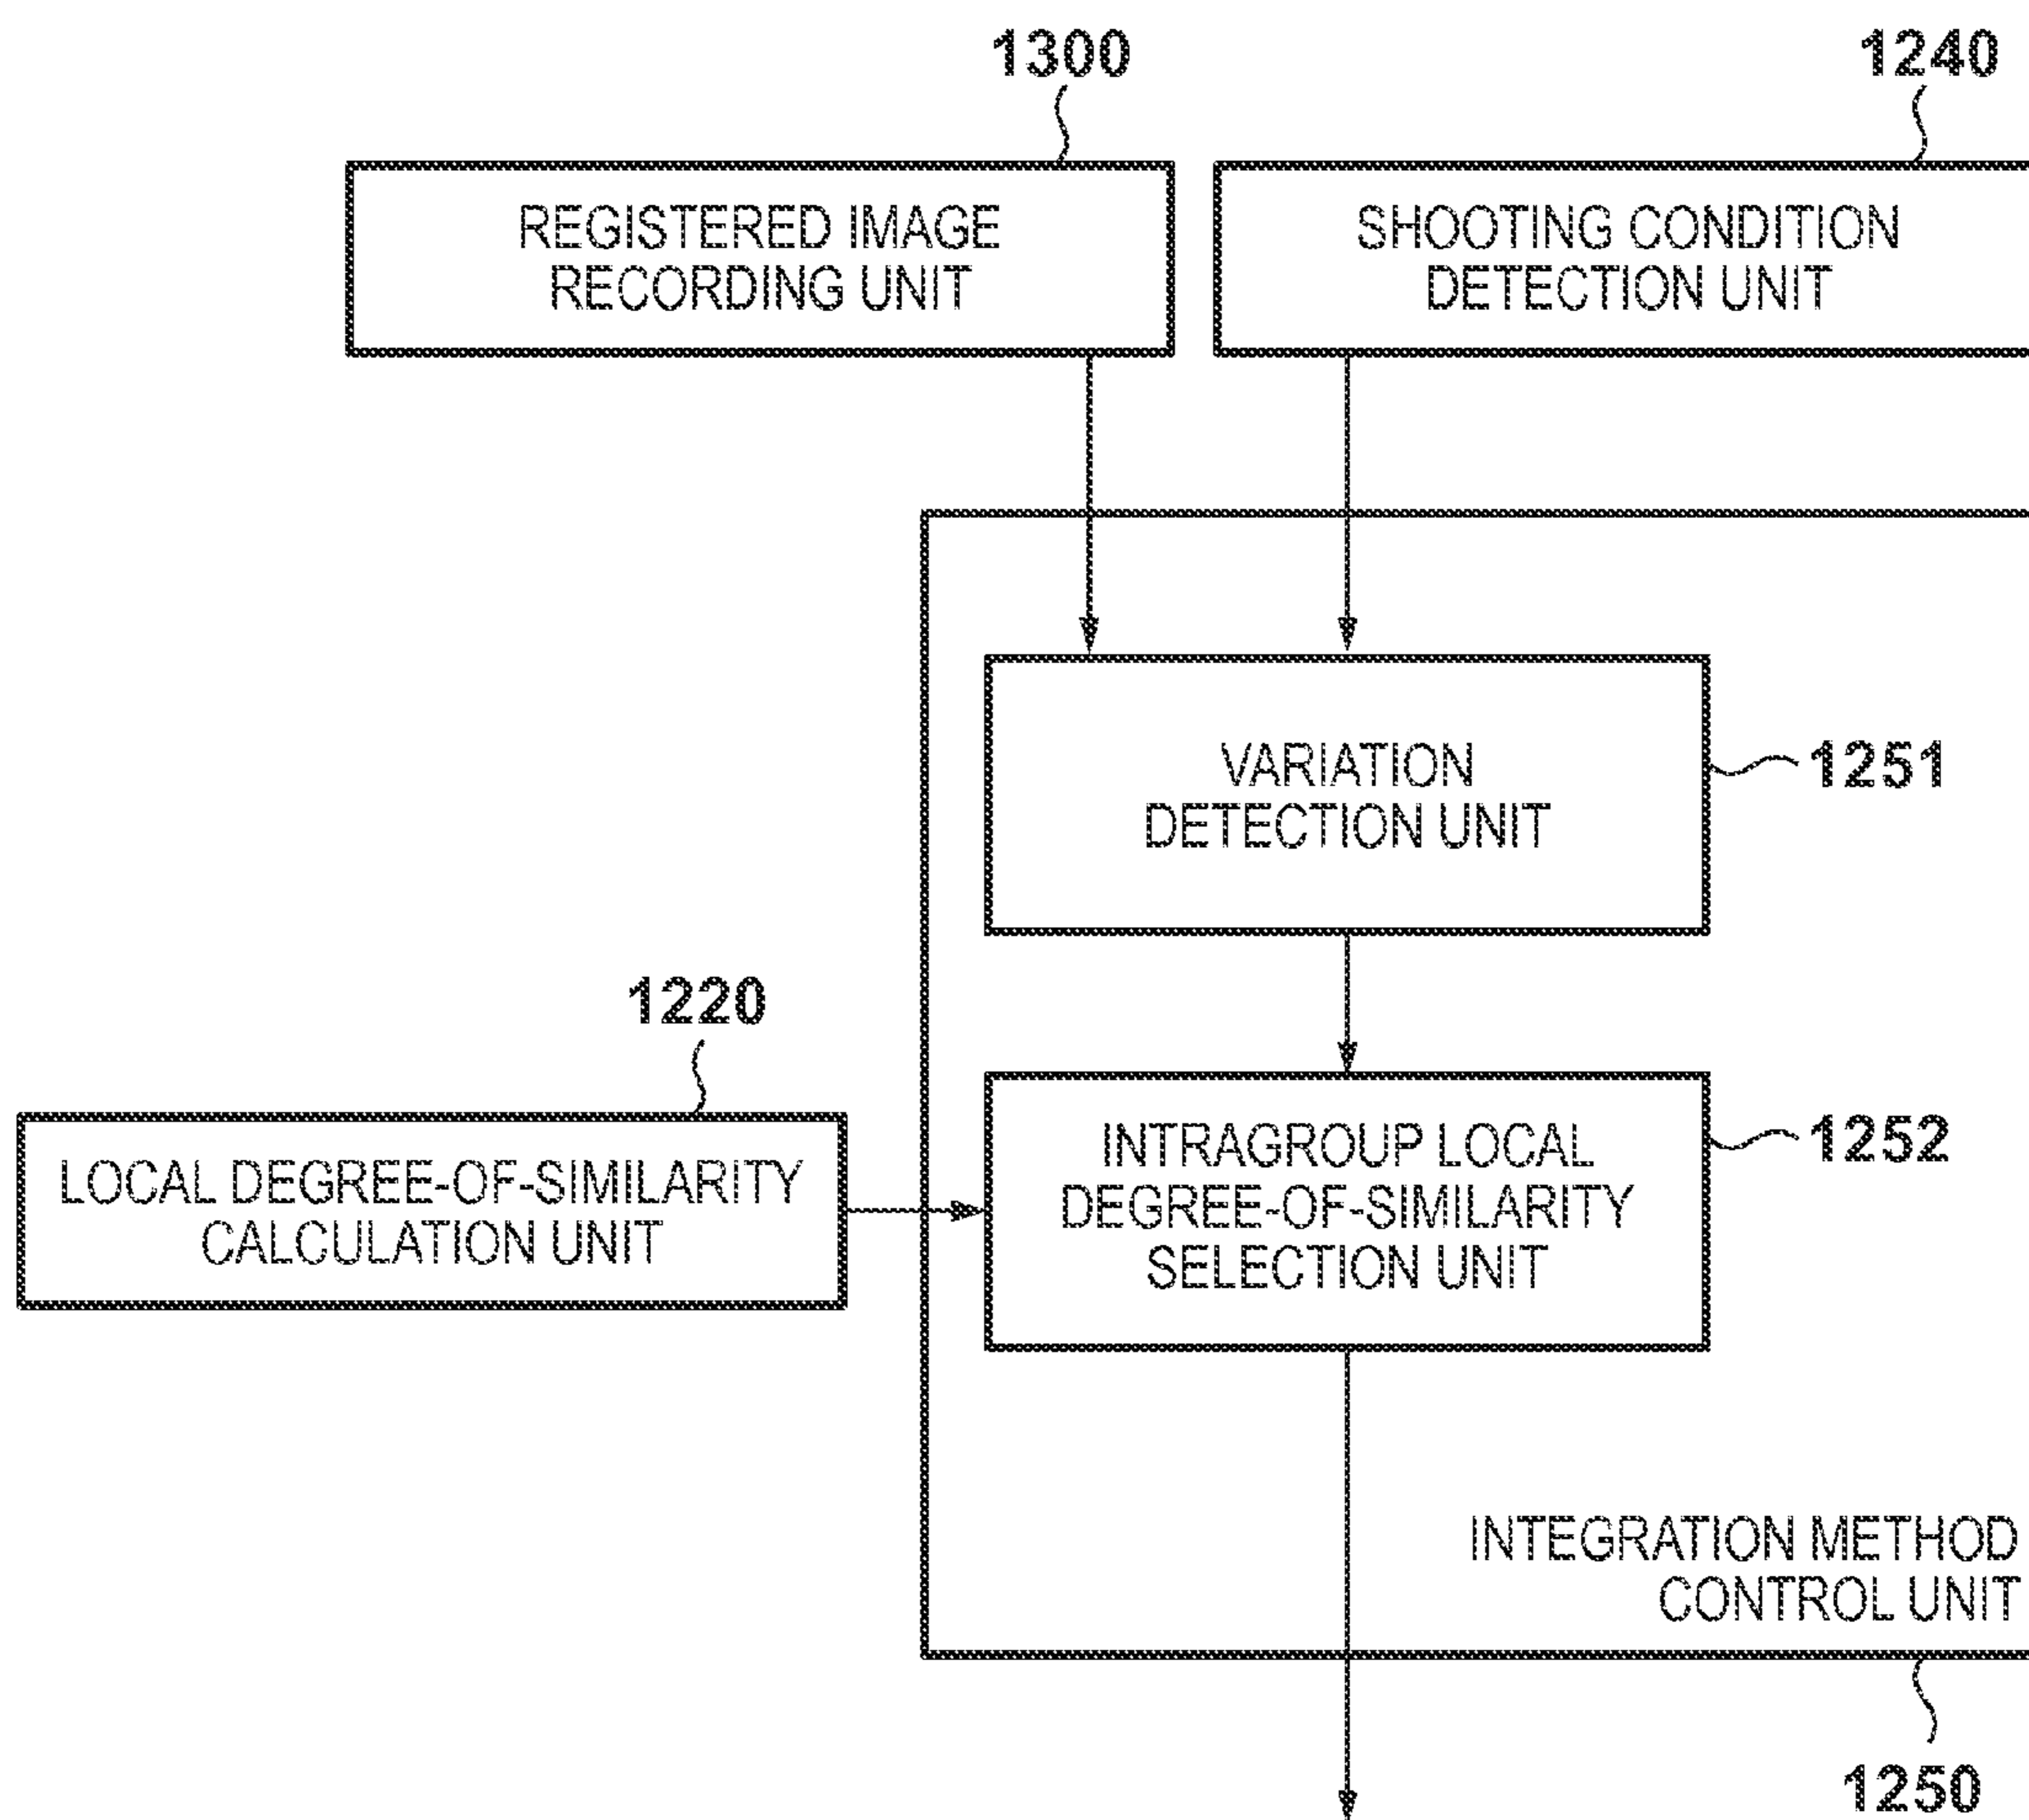 1300
1240
REGISTERED IMAGE
RECORDING UNIT
SHOOTING CONDITION
DETECTION UNIT
VARIATION
DETECTION UNIT
1251
1220
LOCAL DEGREE-OF-SIMILARITY
CALCULATION UNIT
INTRAGROUP LOCAL
DEGREE-OF-SIMILARITY
SELECTION UNIT
1252
INTEGRATION METHOD
CONTROL UNIT
1250